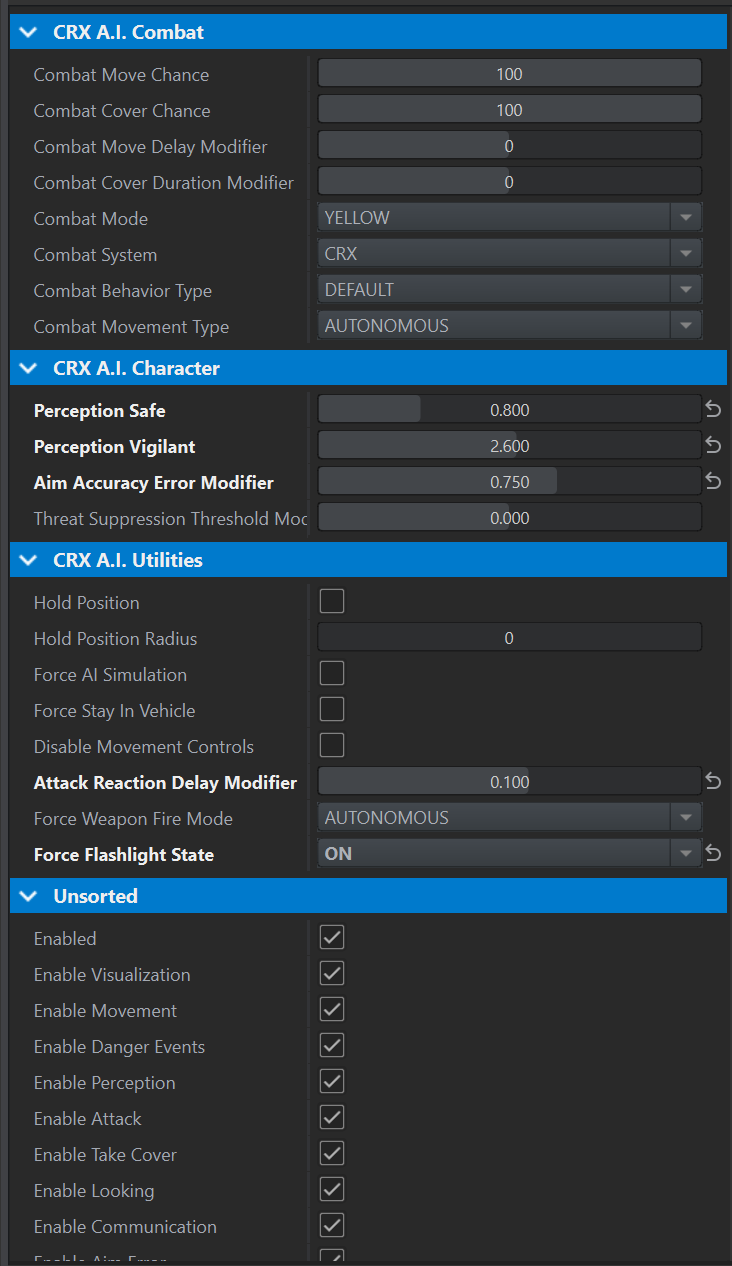 CRX A.I. Combat
Combat Move Chance 100
Combat Cover Chance 100
Combat Move Delay Modifier 0
Combat Cover Duration Modifier 0
Combat Mode YELLOW
Combat System CRX
Combat Behavior Type DEFAULT
Combat Movement Type AUTONOMOUS
CRX A.I. Character
Perception Safe 0.800
Perception Vigilant 2.600
Aim Accuracy Error Modifier 0.750
Threat Suppression Threshold Mod 0.000
CRX A.I. Utilities
Hold Position
Hold Position Radius 0
Force AI Simulation
Force Stay In Vehicle
Disable Movement Controls
Attack Reaction Delay Modifier 0.100
Force Weapon Fire Mode AUTONOMOUS
Force Flashlight State ON
Unsorted
Enabled
Enable Visualization
Enable Movement
Enable Danger Events
Enable Perception
Enable Attack
Enable Take Cover
Enable Looking
Enable Communication
Enable Aim Error